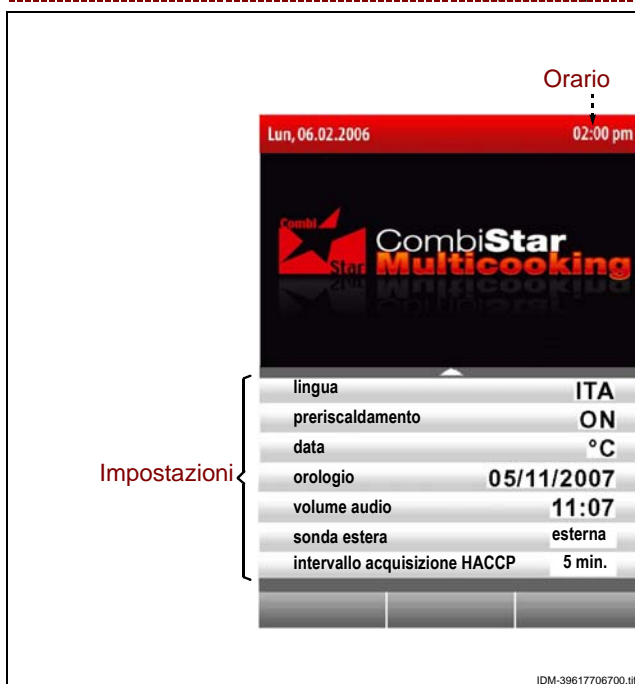 Orario
Lun, 06.02.2006 02:00 pm
Combi
Star
CombiStar
Multicooking
Impostazioni
lingua ITA
preriscaldamento ON
data °C
orologio 05/11/2007
volume audio 11:07
sonda estera esterna
intervallo acquisizione HACCP 5 min.
IDM-39617706700.tif